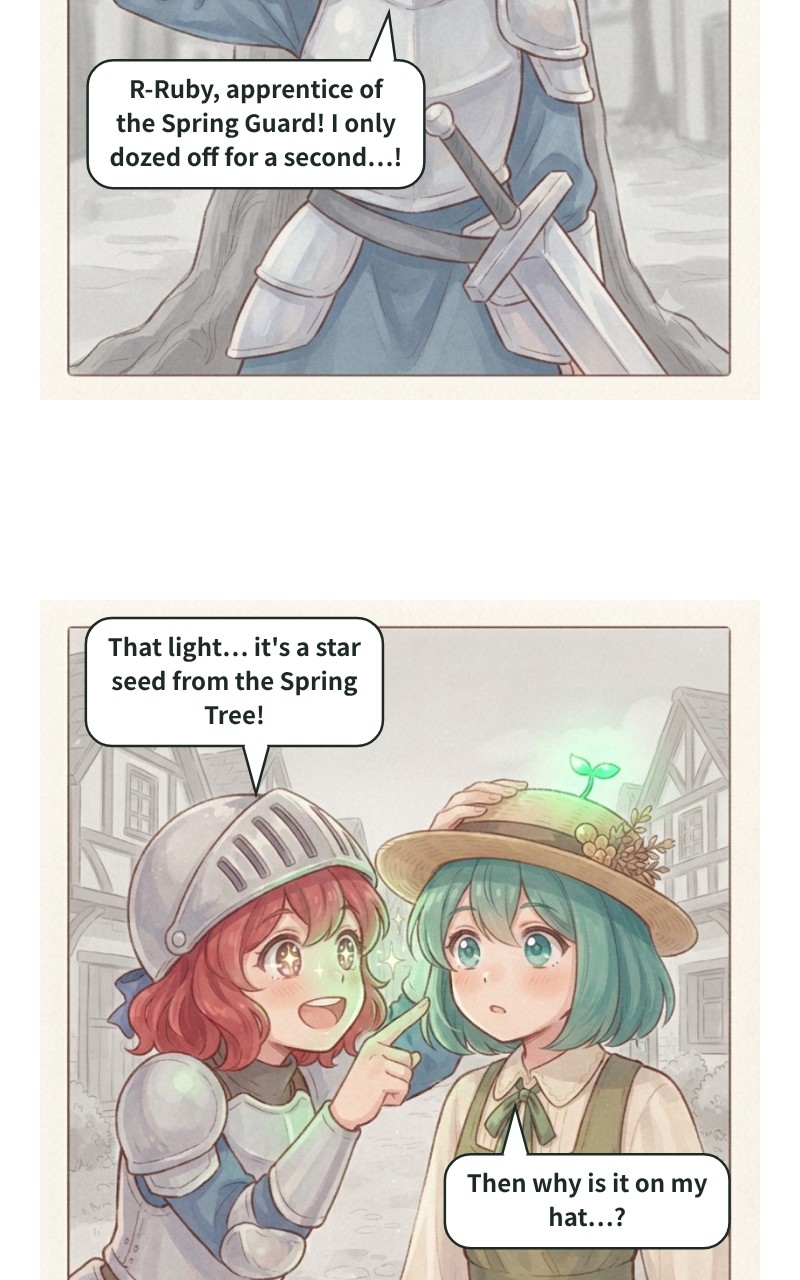 R-Ruby, apprentice of
the Spring Guard! I only
dozed off for a second…!
That light… it's a star
seed from the Spring
Tree!
Then why is it on my
hat…?